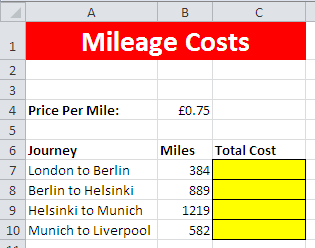 A B C
1 Mileage Costs
2
3
4 Price Per Mile: £0.75
5
6 Journey Miles Total Cost
7 London to Berlin 384
8 Berlin to Helsinki 889
9 Helsinki to Munich 1219
10 Munich to Liverpool 582